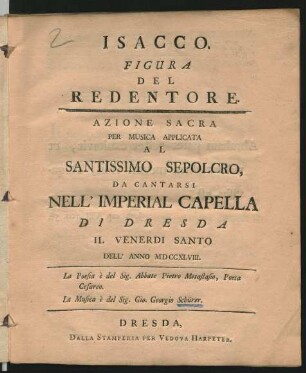 2
ISACCO.
FIGURA
DEL
REDENTORE.
AZIONE SACRA
PER MUSICA APPLICATA
AL
SANTISSIMO SEPOLCRO,
DA CANTARSI
NELL' IMPERIAL CAPELLA
DI DRESDA
IL VENERDI SANTO
DELL' ANNO MDCCXLVIII.
La Poesia è del Sig. Abbate Pietro Metastasio, Poeta
Cesareo.
La Musica è del Sig. Gio. Georgio Schürer.
DRESDA,
DALLA STAMPERIA PER VEDOVA HARPETER.